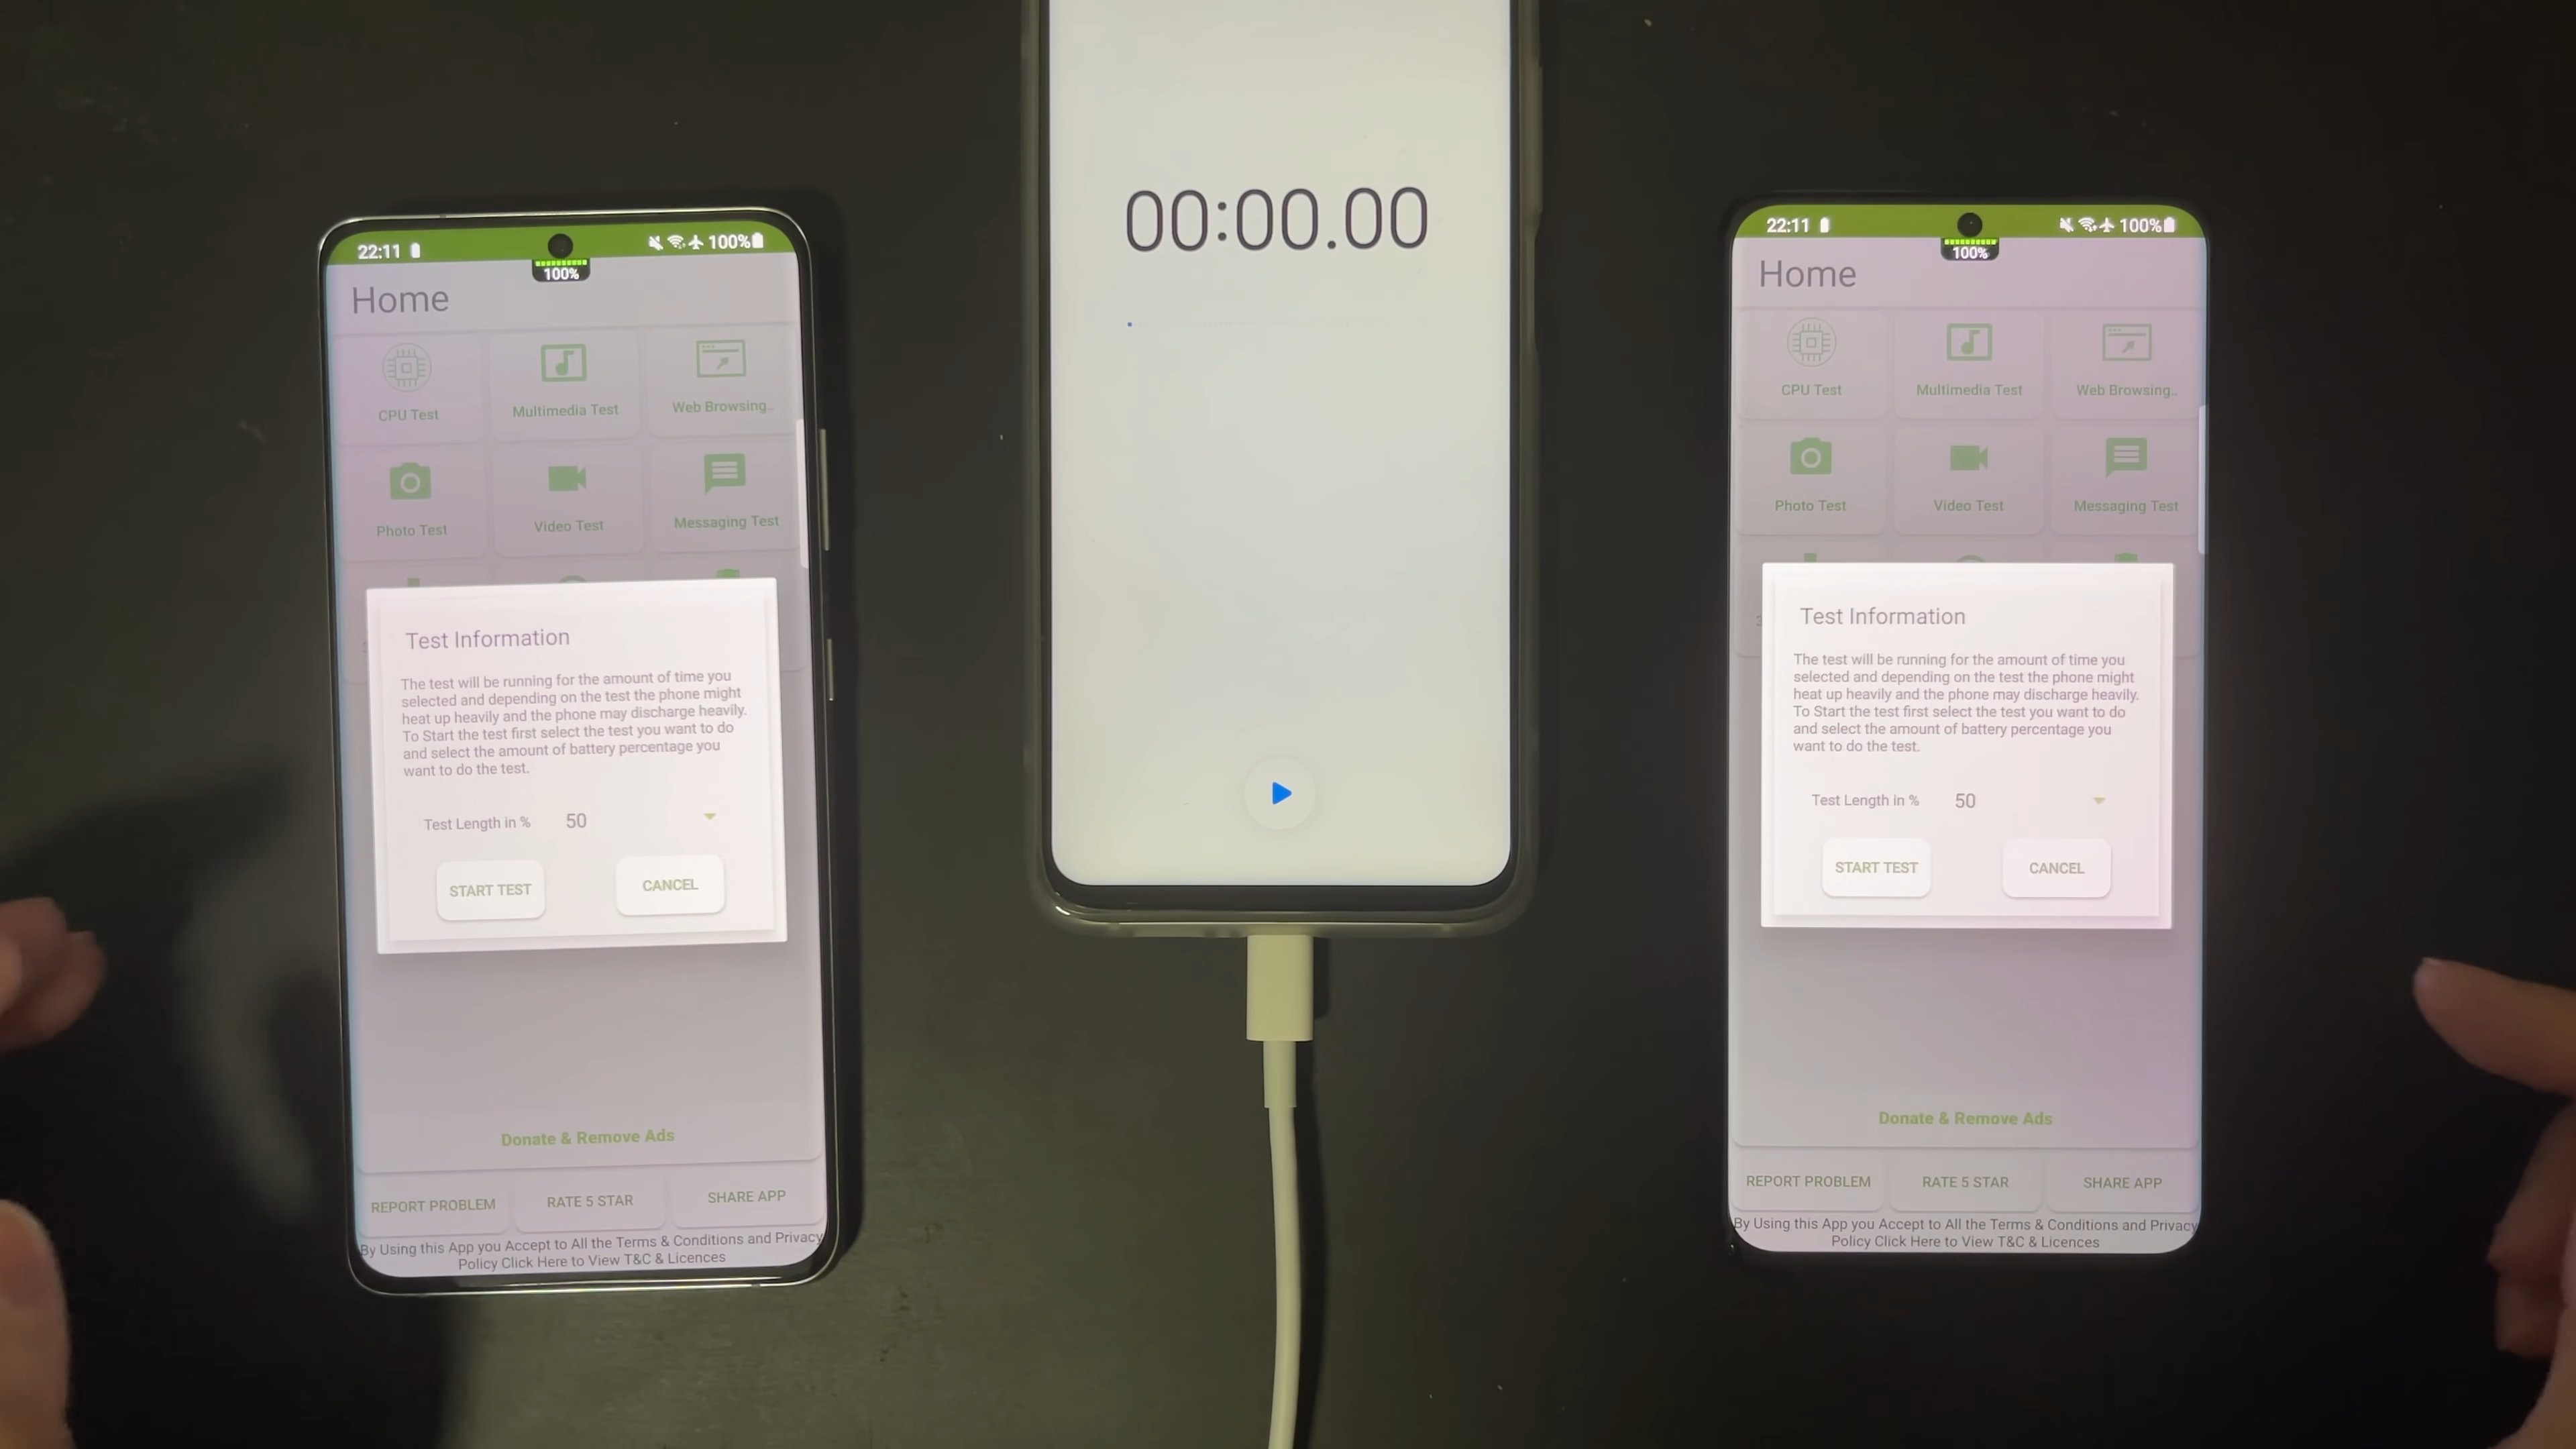 22:11
100%
100%
Home
CPU Test
Multimedia Test
Web Browsing..
Photo Test
Video Test
Messaging Test
Test Information
The test will be running for the amount of time you
selected and depending on the test the phone might
heat up heavily and the phone may discharge heavily.
To Start the test first select the test you want to do
and select the amount of battery percentage you
want to do the test.
Test Length in % 50
START TEST
CANCEL
Donate & Remove Ads
REPORT PROBLEM
RATE 5 STAR
SHARE APP
By Using this App you Accept to All the Terms & Conditions and Privacy
Policy Click Here to View T&C & Licences
00:00.00
22:11
100%
100%
Home
CPU Test
Multimedia Test
Web Browsing..
Photo Test
Video Test
Messaging Test
Test Information
The test will be running for the amount of time you
selected and depending on the test the phone might
heat up heavily and the phone may discharge heavily.
To Start the test first select the test you want to do
and select the amount of battery percentage you
want to do the test.
Test Length in % 50
START TEST
CANCEL
Donate & Remove Ads
REPORT PROBLEM
RATE 5 STAR
SHARE APP
By Using this App you Accept to All the Terms & Conditions and Privacy
Policy Click Here to View T&C & Licences